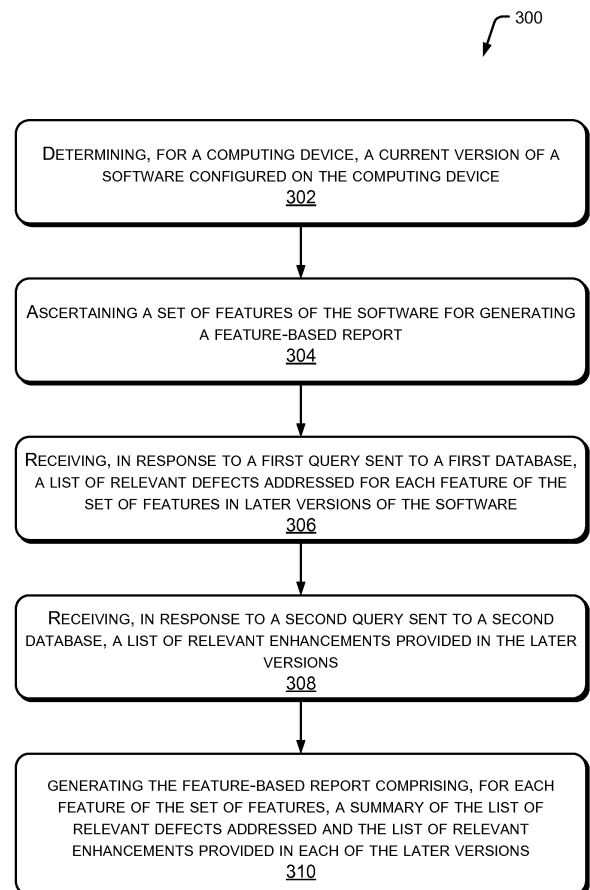 300
DETERMINING, FOR A COMPUTING DEVICE, A CURRENT VERSION OF A
SOFTWARE CONFIGURED ON THE COMPUTING DEVICE
302
ASCERTAINING A SET OF FEATURES OF THE SOFTWARE FOR GENERATING
A FEATURE-BASED REPORT
304
RECEIVING, IN RESPONSE TO A FIRST QUERY SENT TO A FIRST DATABASE,
A LIST OF RELEVANT DEFECTS ADDRESSED FOR EACH FEATURE OF THE
SET OF FEATURES IN LATER VERSIONS OF THE SOFTWARE
306
RECEIVING, IN RESPONSE TO A SECOND QUERY SENT TO A SECOND
DATABASE, A LIST OF RELEVANT ENHANCEMENTS PROVIDED IN THE LATER
VERSIONS
308
GENERATING THE FEATURE-BASED REPORT COMPRISING, FOR EACH
FEATURE OF THE SET OF FEATURES, A SUMMARY OF THE LIST OF
RELEVANT DEFECTS ADDRESSED AND THE LIST OF RELEVANT
ENHANCEMENTS PROVIDED IN EACH OF THE LATER VERSIONS
310